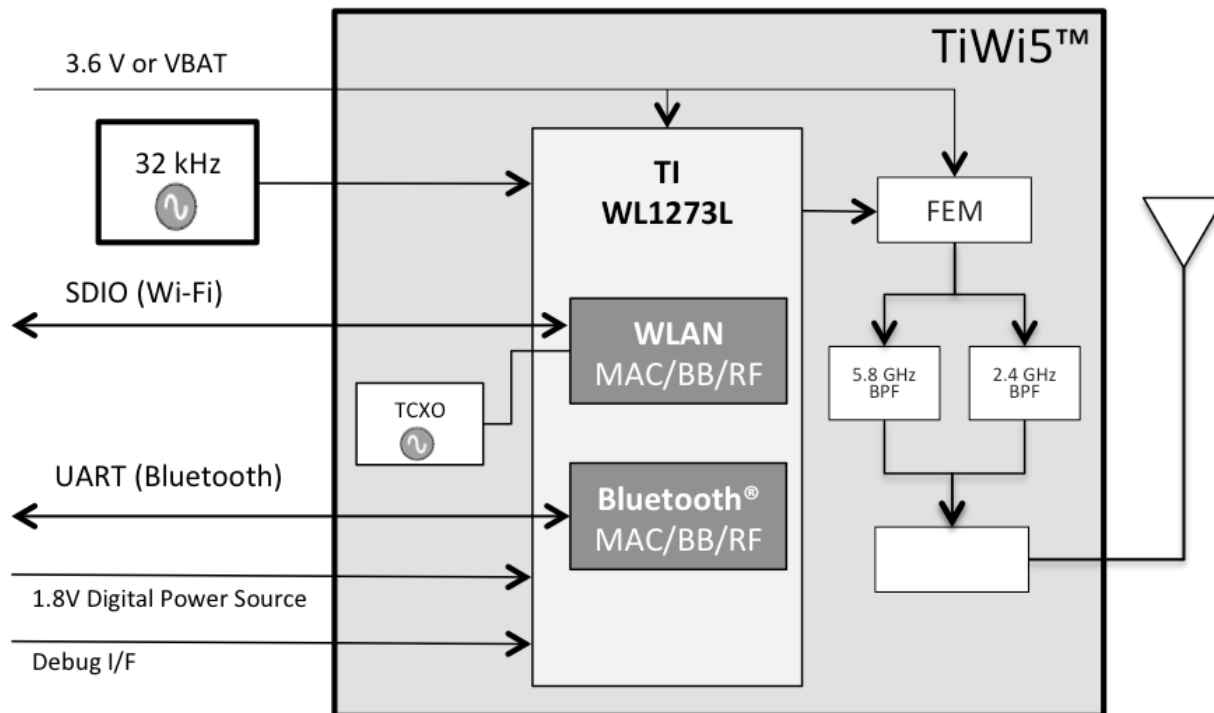 TiWi5™
3.6 V or VBAT
32 kHz
TI
WL1273L
FEM
SDIO (Wi-Fi)
WLAN
MAC/BB/RF
5.8 GHz
BPF
2.4 GHz
BPF
TCXO
UART (Bluetooth)
Bluetooth®
MAC/BB/RF
1.8V Digital Power Source
Debug I/F